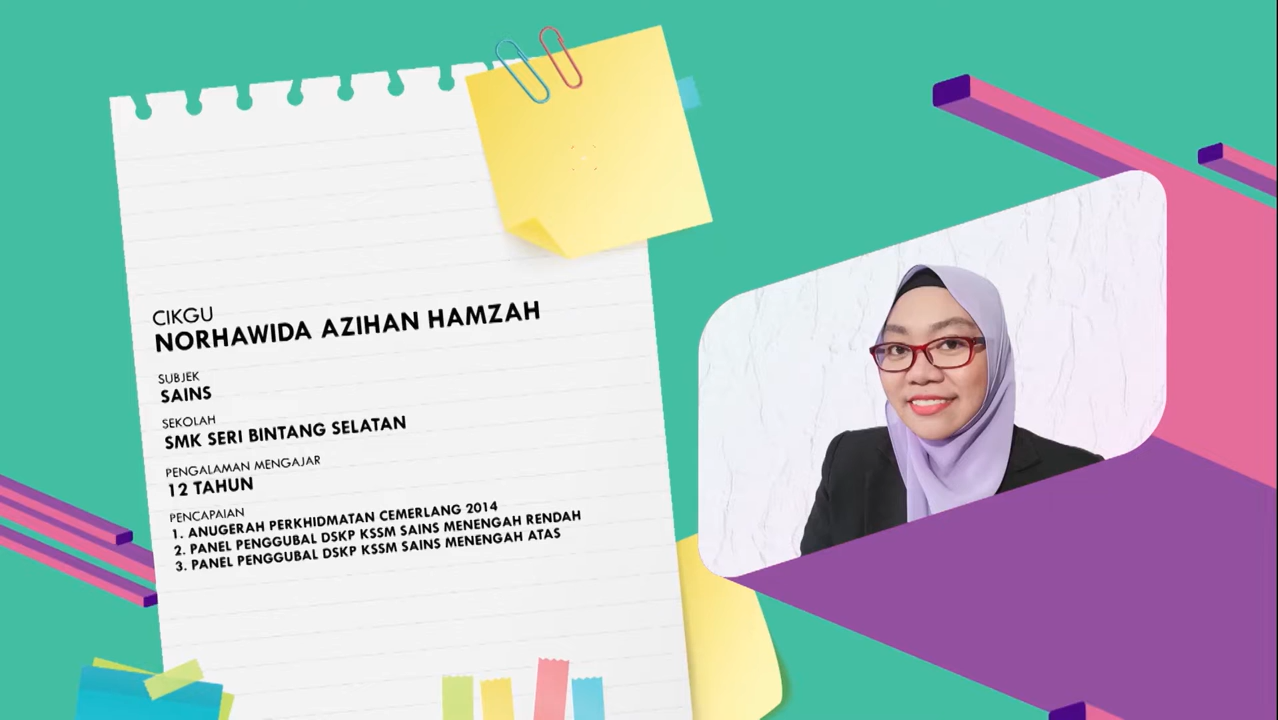 CIKGU
NORHAWIDA AZIHAN HAMZAH
SUBJEK
SAINS
SEKOLAH
SMK SERI BINTANG SELATAN
PENGALAMAN MENGAJAR
12 TAHUN
PENCAPAIAN
1. ANUGERAH PERKHIDMATAN CEMERLANG 2014
2. PANEL PENGGUBAL DSKP KSSM SAINS MENENGAH RENDAH
3. PANEL PENGGUBAL DSKP KSSM SAINS MENENGAH ATAS